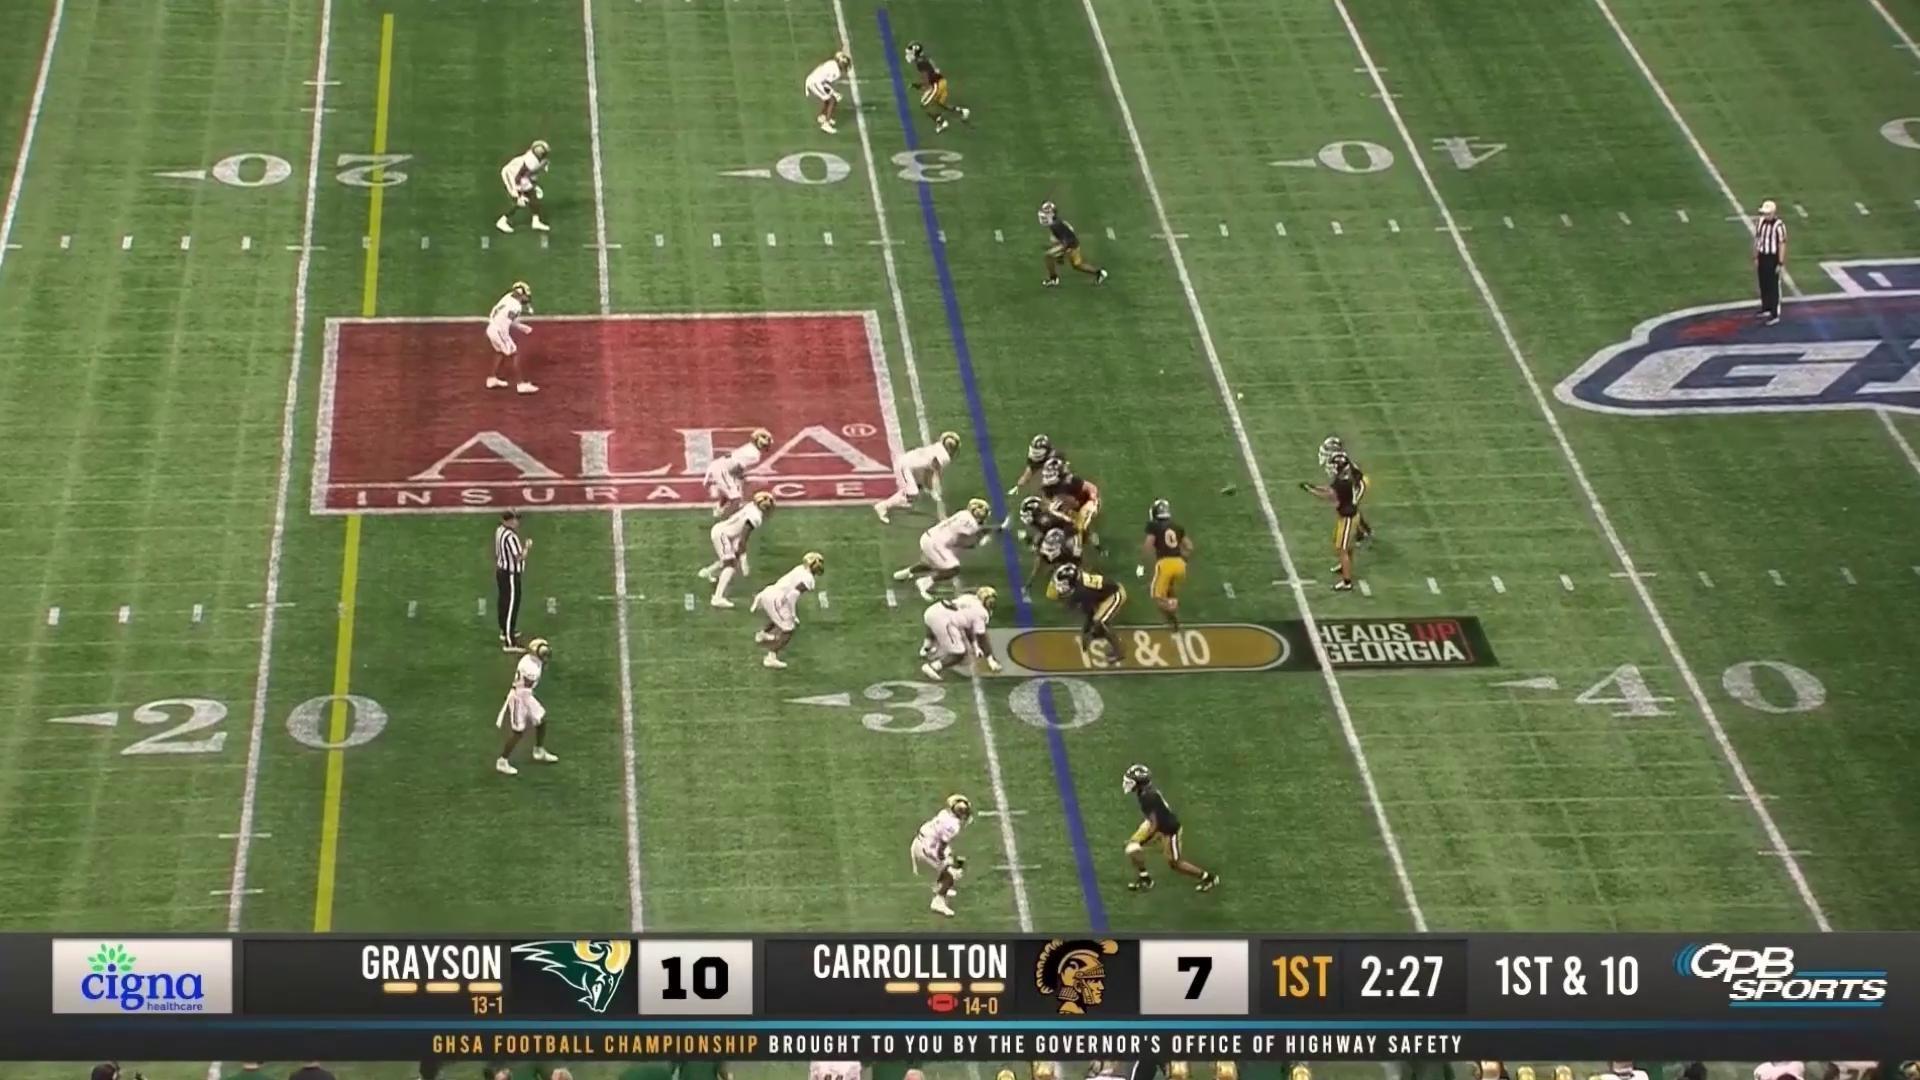 20 30 40
ALFA®
INSURANCE
0
1ST & 10
HEADS UP
GEORGIA
20 30 40
cigna
healthcare
GRAYSON
13-1
10
CARROLLTON
14-0
7
1ST 2:27
1ST & 10
GPB
SPORTS
GHSA FOOTBALL CHAMPIONSHIP BROUGHT TO YOU BY THE GOVERNOR'S OFFICE OF HIGHWAY SAFETY